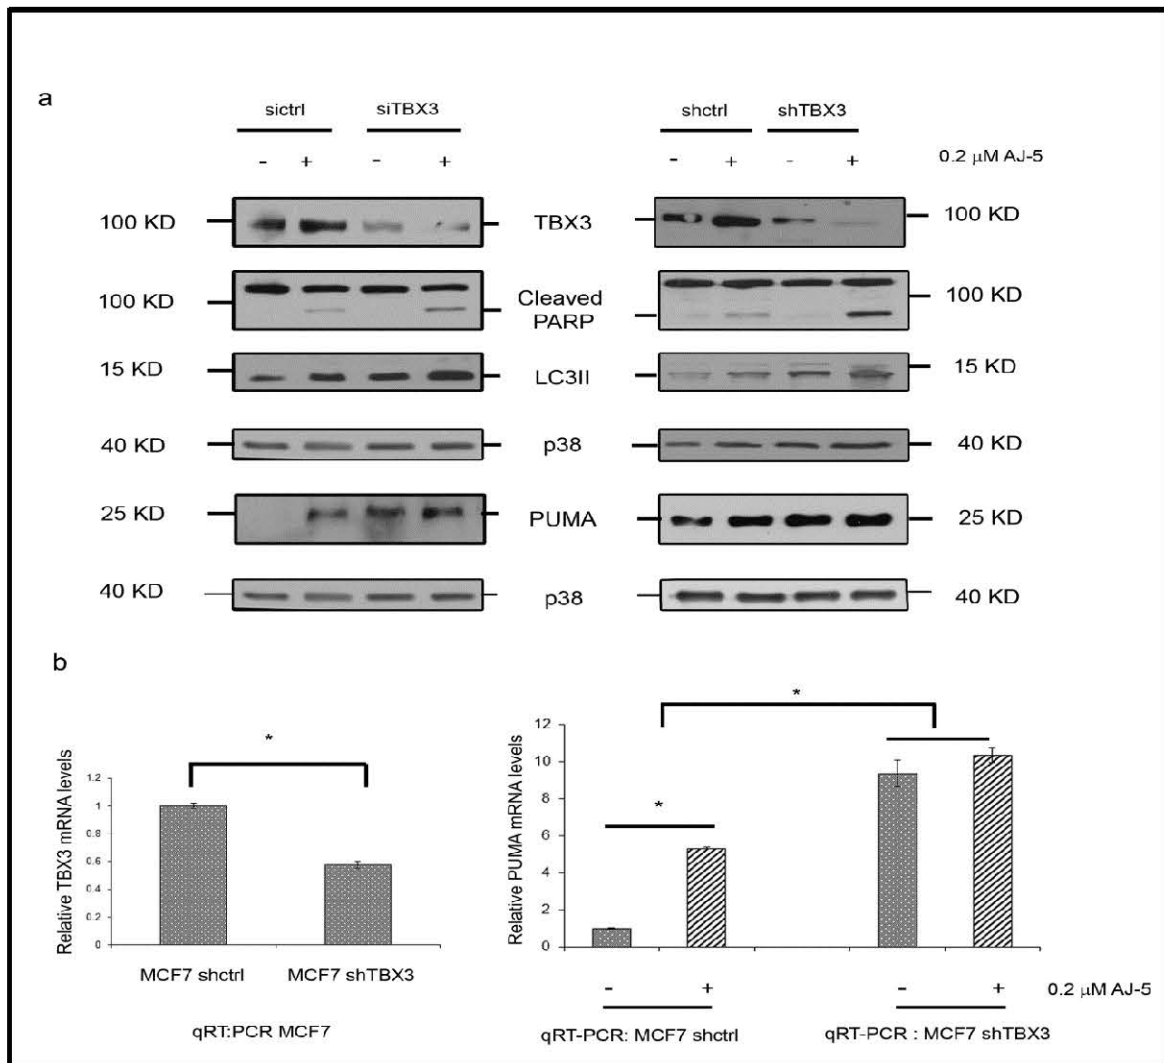 a
sictrl siTBX3 shctrl shTBX3
- + - + - + - + 0.2 µM AJ-5
100 KD TBX3 100 KD
100 KD Cleaved PARP 100 KD
15 KD LC3II 15 KD
40 KD p38 40 KD
25 KD PUMA 25 KD
40 KD p38 40 KD
b
*
Relative TBX3 mRNA levels
1.2
1
0.8
0.6
0.4
0.2
0
MCF7 shctrl MCF7 shTBX3
qRT:PCR MCF7
*
*
Relative PUMA mRNA levels
12
10
8
6
4
2
0
- + - + 0.2 µM AJ-5
qRT-PCR: MCF7 shctrl qRT-PCR : MCF7 shTBX3